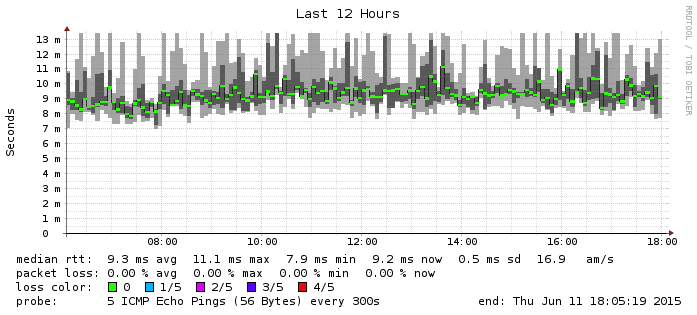 Last 12 Hours
RRDTOOL / TOBI OETIKER
Seconds
13 m
12 m
11 m
10 m
9 m
8 m
7 m
6 m
5 m
4 m
3 m
2 m
1 m
0
08:00 10:00 12:00 14:00 16:00 18:00
median rtt: 9.3 ms avg 11.1 ms max 7.9 ms min 9.2 ms now 0.5 ms sd 16.9 am/s
packet loss: 0.00 % avg 0.00 % max 0.00 % min 0.00 % now
loss color: 0 1/5 2/5 3/5 4/5
probe: 5 ICMP Echo Pings (56 Bytes) every 300s end: Thu Jun 11 18:05:19 2015